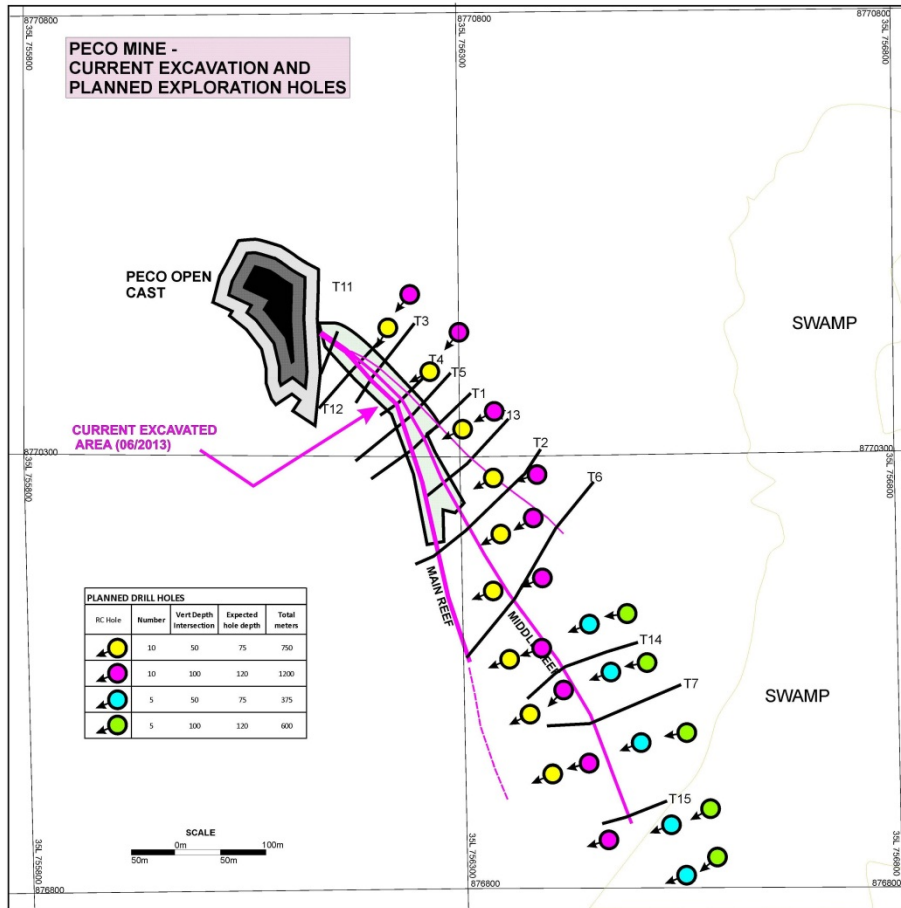 8770800
8770800
8770800
35L 755800
35L 756300
35L 756800
PECO MINE -
CURRENT EXCAVATION AND
PLANNED EXPLORATION HOLES
PECO OPEN
CAST
T11
T3
T4
T5
T1
T12
T13
T2
T6
SWAMP
CURRENT EXCAVATED
AREA (06/2013)
8770300
8770300
35L 755800
35L 756800
MAIN REEF
MIDDLE REEF
T14
T7
T15
SWAMP
PLANNED DRILL HOLES
RC Hole Number Vert Depth Intersection Expected hole depth Total meters
10 50 75 750
10 100 120 1200
5 50 75 375
5 100 120 600
SCALE
50m 0m 50m 100m
35L 755800
35L 756300
35L 756800
876800
876800
876800